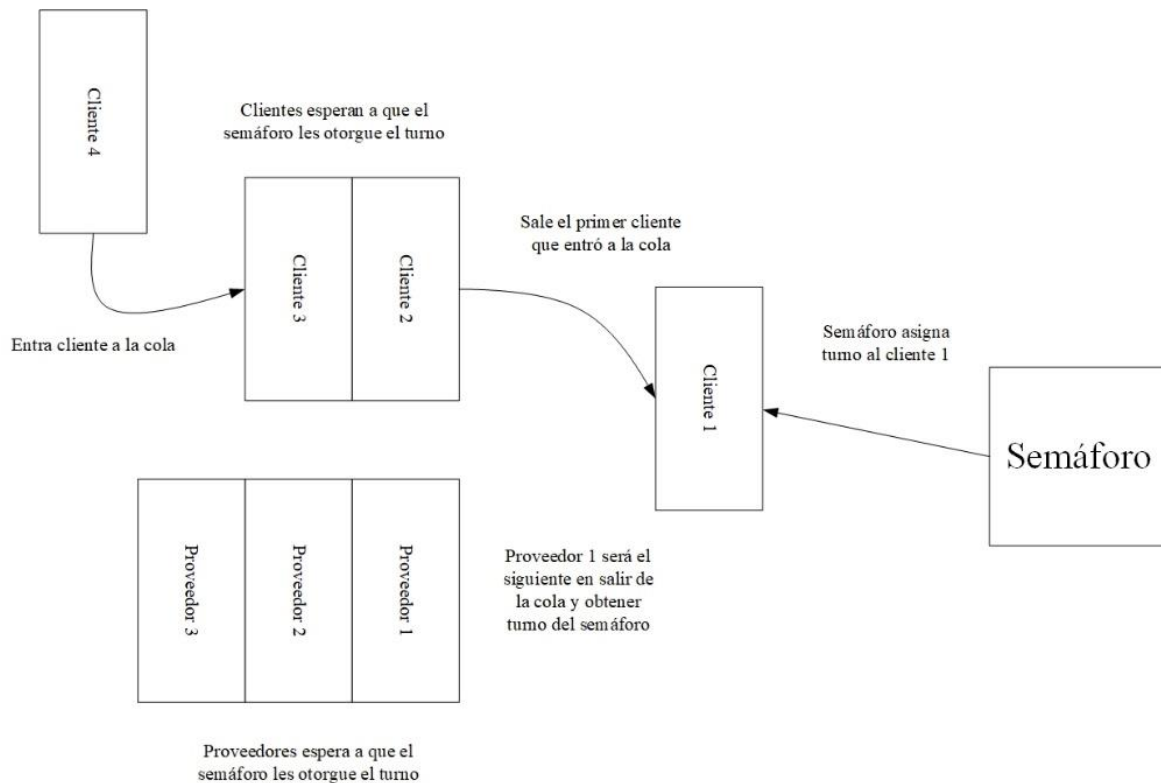 Cliente 4
Clientes esperan a que el
semáforo les otorgue el turno
Cliente 3
Cliente 2
Sale el primer cliente
que entró a la cola
Entra cliente a la cola
Cliente 1
Semáforo asigna
turno al cliente 1
Semáforo
Proveedor 3
Proveedor 2
Proveedor 1
Proveedor 1 será el
siguiente en salir de
la cola y obtener
turno del semáforo
Proveedores espera a que el
semáforo les otorgue el turno